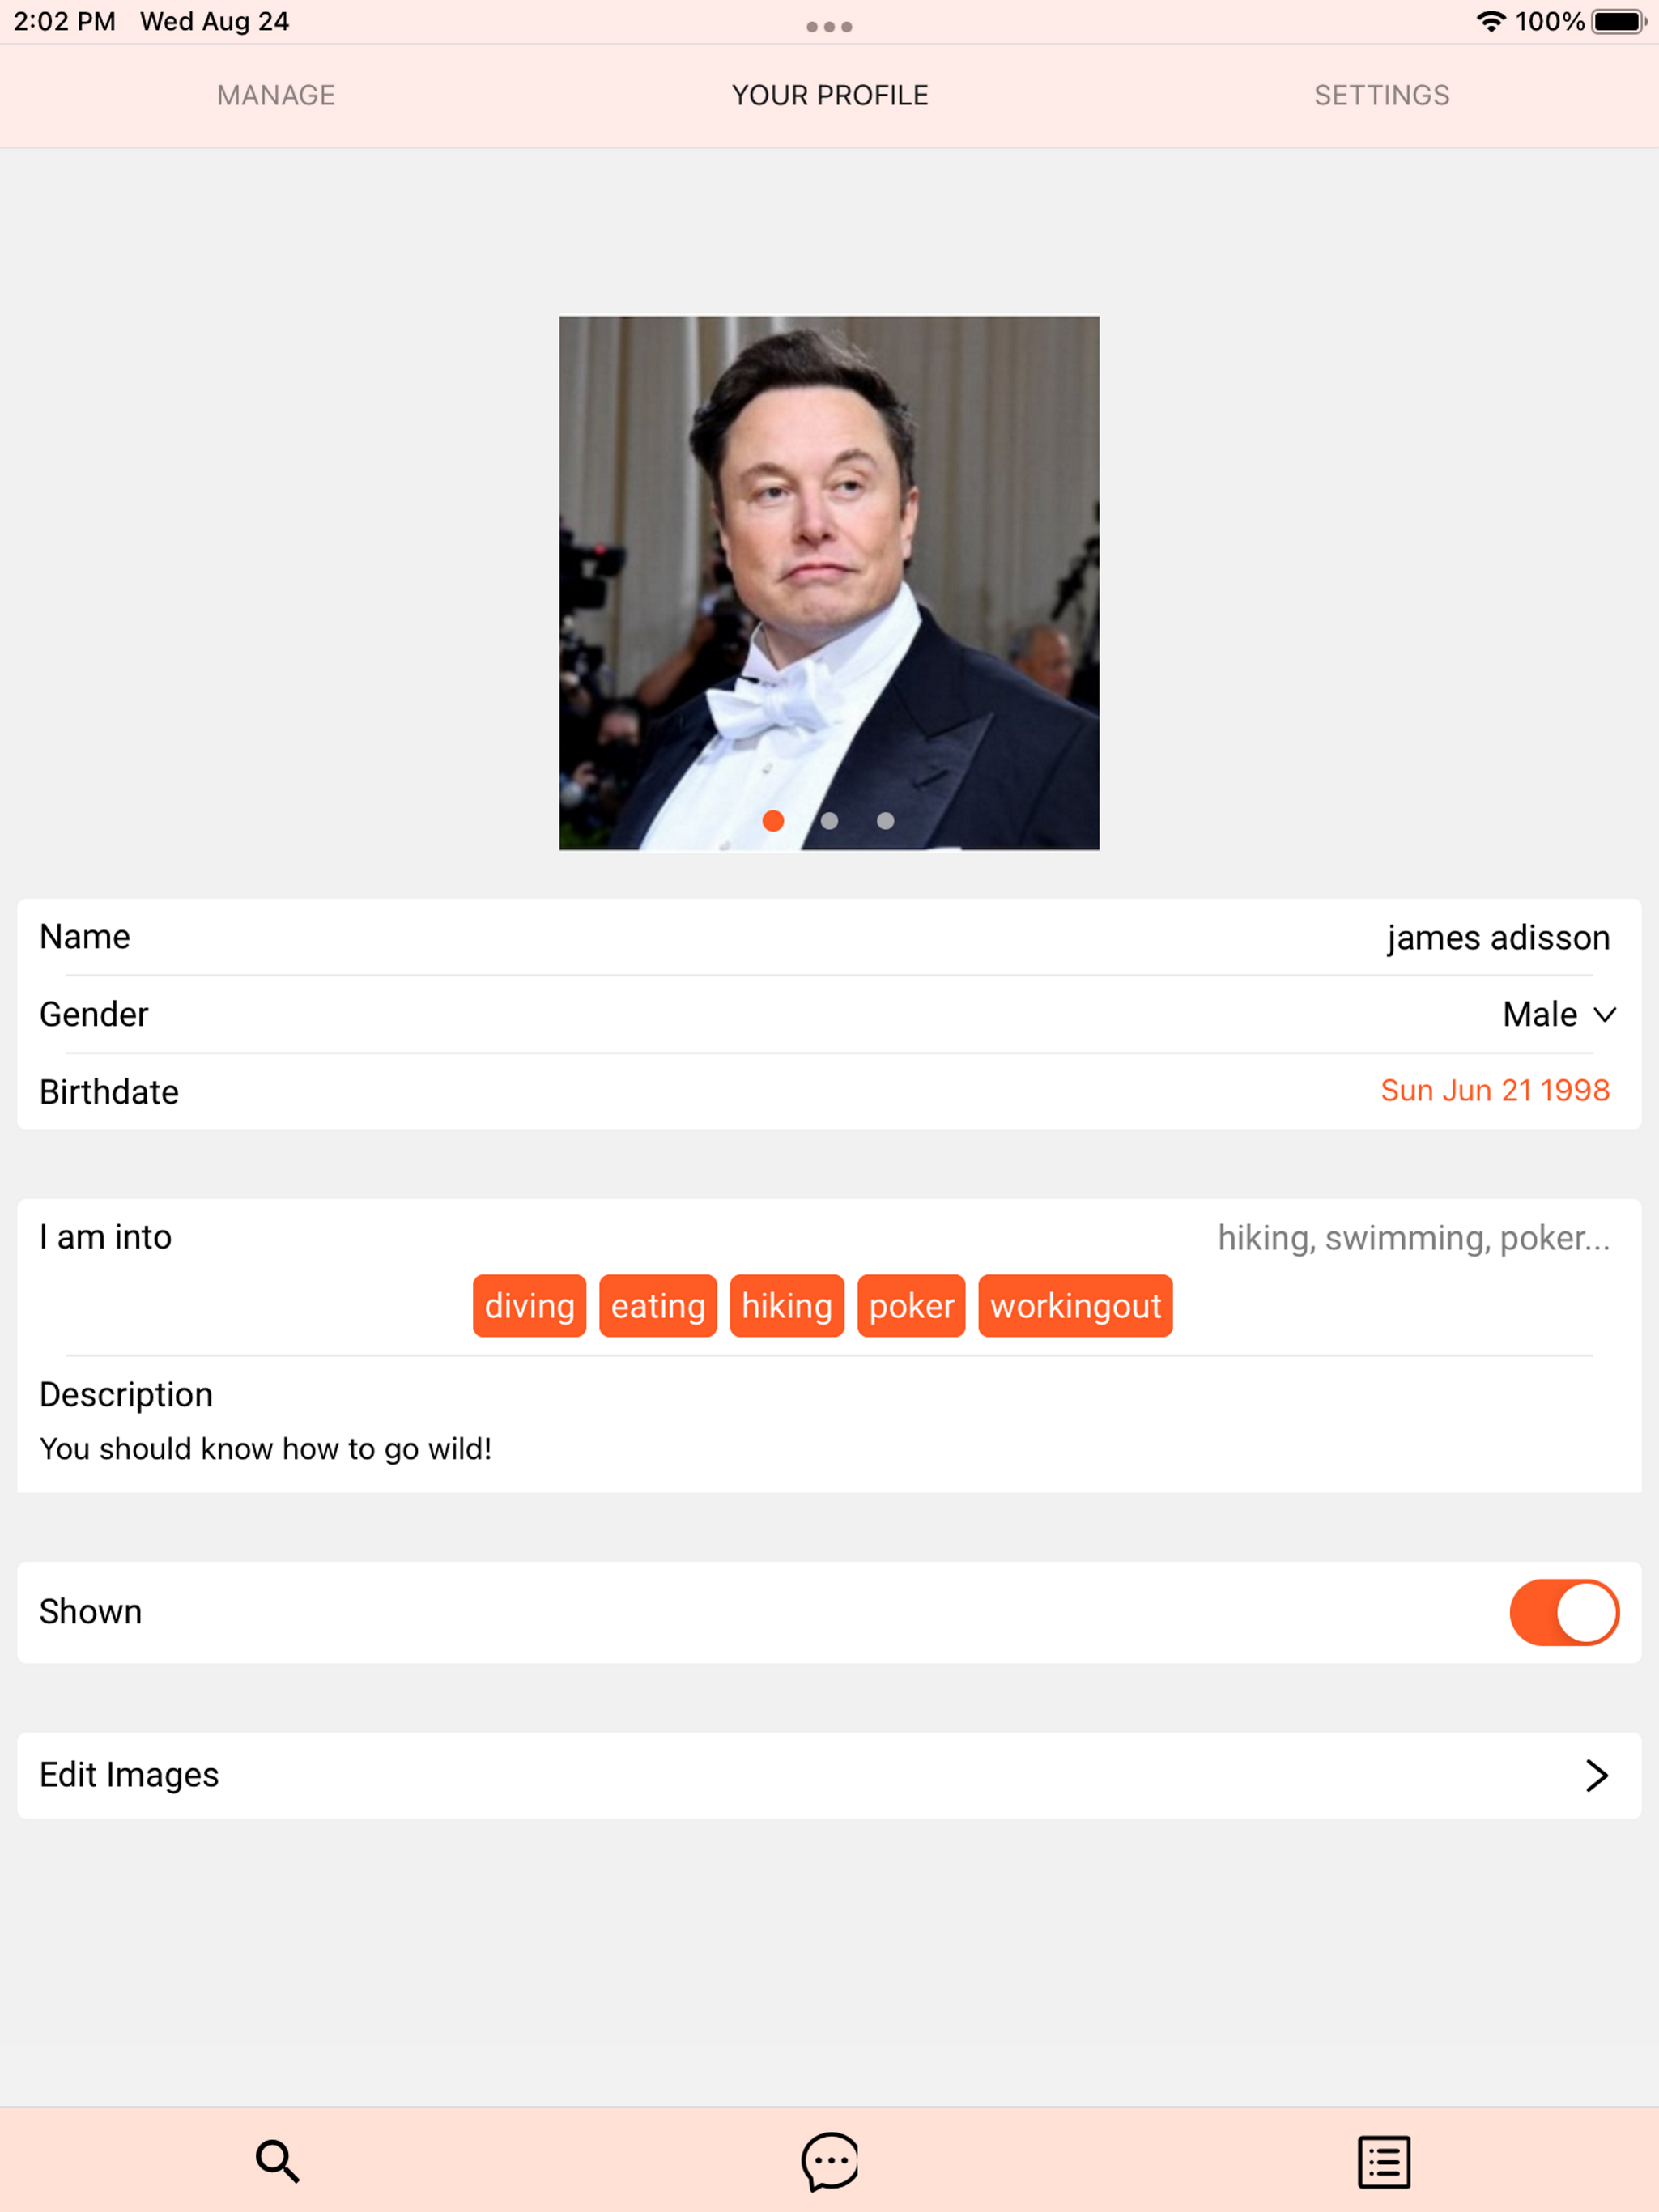 2:02 PM Wed Aug 24 100%
MANAGE YOUR PROFILE SETTINGS
Name james adisson
Gender Male
Birthdate Sun Jun 21 1998
I am into hiking, swimming, poker...
diving eating hiking poker workingout
Description
You should know how to go wild!
Shown
Edit Images